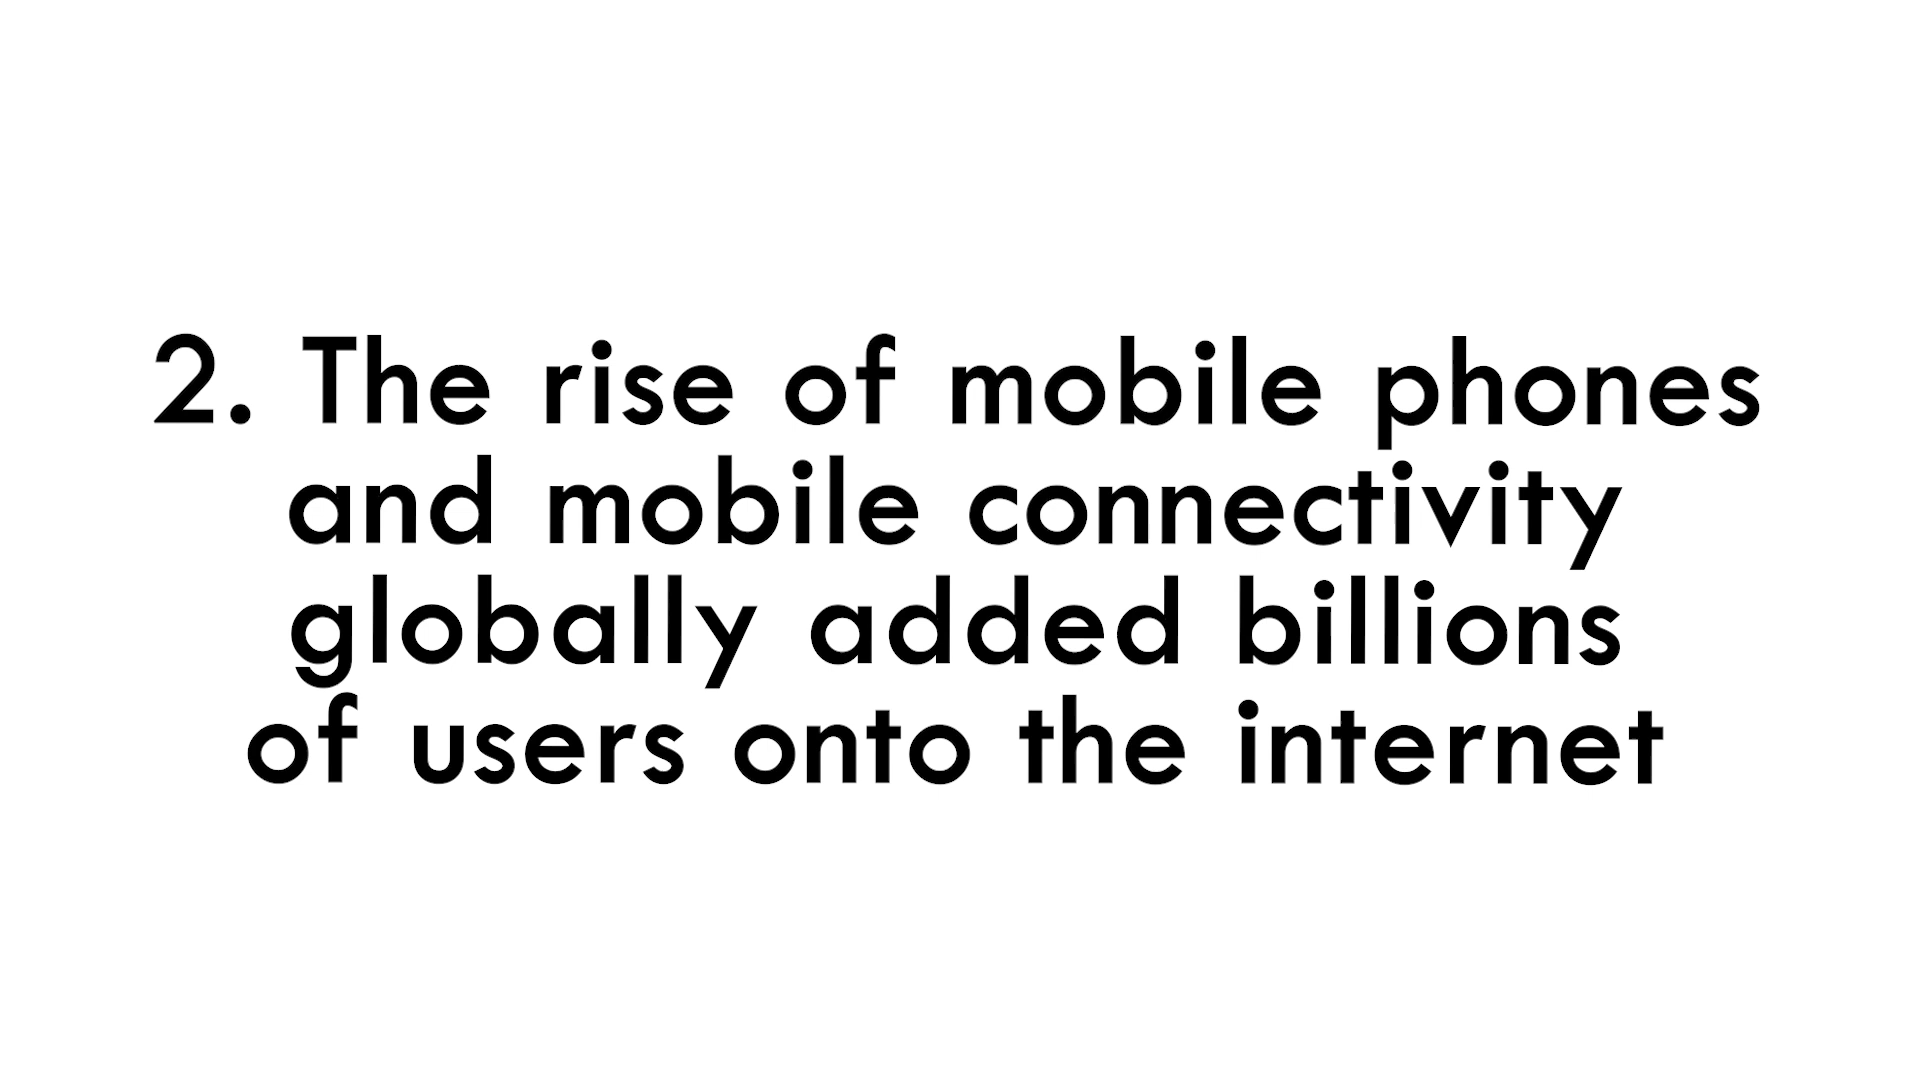 2. The rise of mobile phones
and mobile connectivity
globally added billions
of users onto the internet